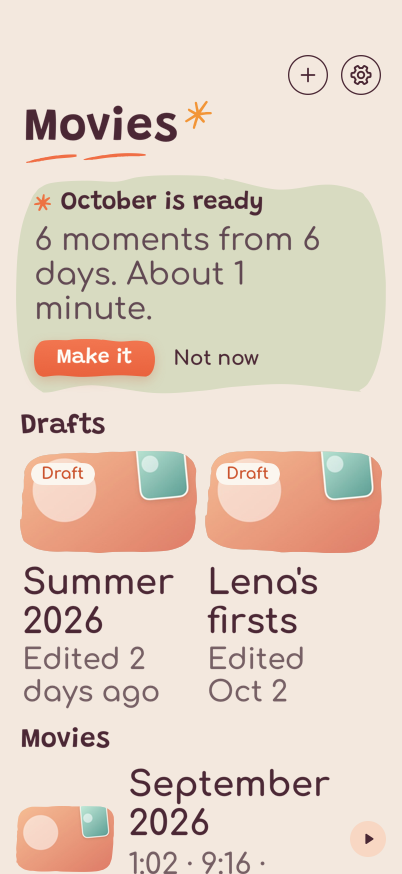 Movies
October is ready
6 moments from 6
days. About 1
minute.
Make it
Not now
Drafts
Draft
Draft
Summer
2026
Edited 2
days ago
Lena's
firsts
Edited
Oct 2
Movies
September
2026
1:02 · 9:16 ·